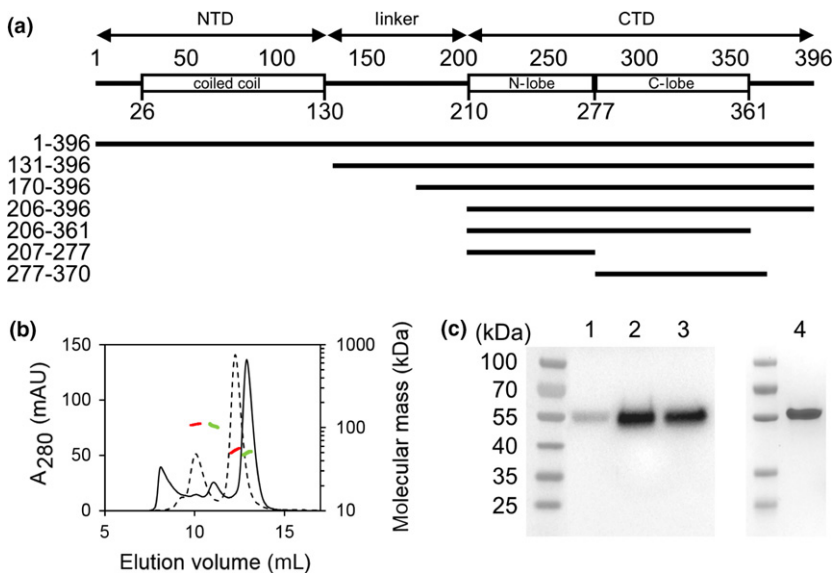 (a)
NTD linker CTD
1 50 100 150 200 250 300 350 396
coiled coil N-lobe C-lobe
26 130 210 277 361
1-396
131-396
170-396
206-396
206-361
207-277
277-370
(b)
150 1000
100
100
50
0 10
5 10 15
A280 (mAU)
Molecular mass (kDa)
Elution volume (mL)
(c) (kDa) 1 2 3 4
100
70
55
40
35
25